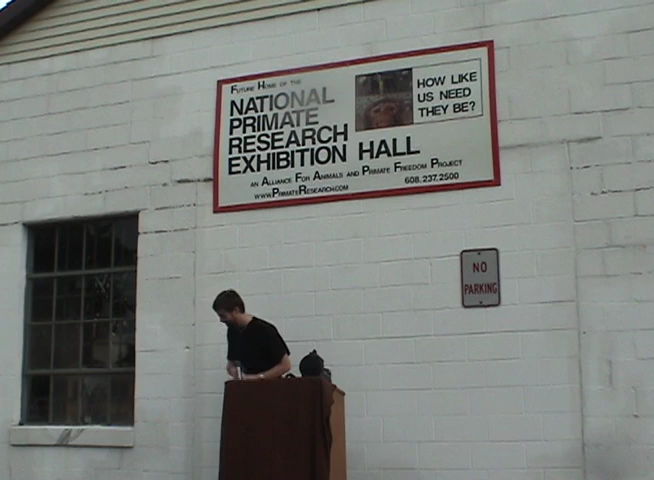 FUTURE HOME OF THE
NATIONAL
PRIMATE
RESEARCH
EXHIBITION HALL
HOW LIKE
US NEED
THEY BE?
AN ALLIANCE FOR ANIMALS AND PRIMATE FREEDOM PROJECT
WWW.PRIMATERESEARCH.COM
608.237.2500
NO
PARKING